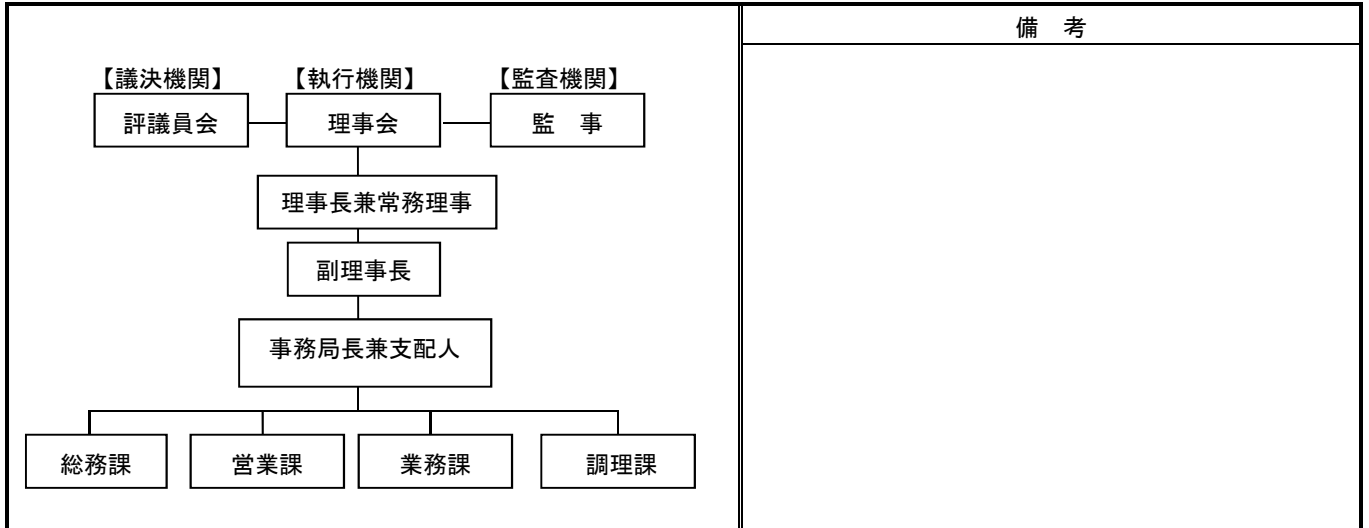 備　考
【議決機関】 【執行機関】 【監査機関】
評議員会 理事会 監　事
理事長兼常務理事
副理事長
事務局長兼支配人
総務課 営業課 業務課 調理課